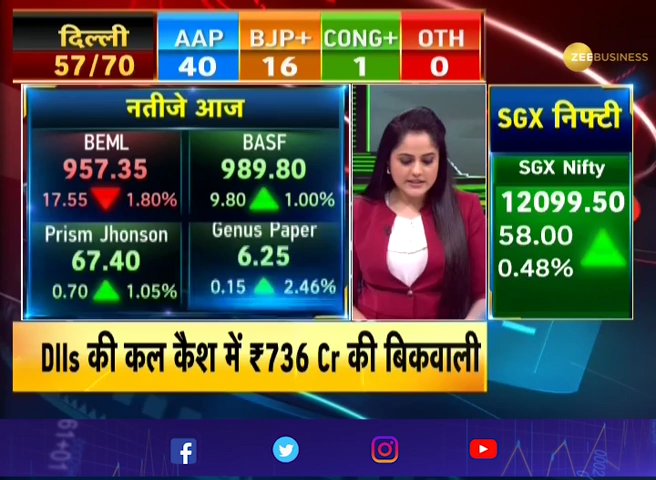 दिल्ली
57/70
AAP
40
BJP+
16
CONG+
1
OTH
0
ZEEBUSINESS
नतीजे आज
BEML
957.35
17.55 1.80%
BASF
989.80
9.80 1.00%
Prism Jhonson
67.40
0.70 1.05%
Genus Paper
6.25
0.15 2.46%
SGX निफ्टी
SGX Nifty
12099.50
58.00
0.48%
DIIs की कल कैश में ₹736 Cr की बिकवाली